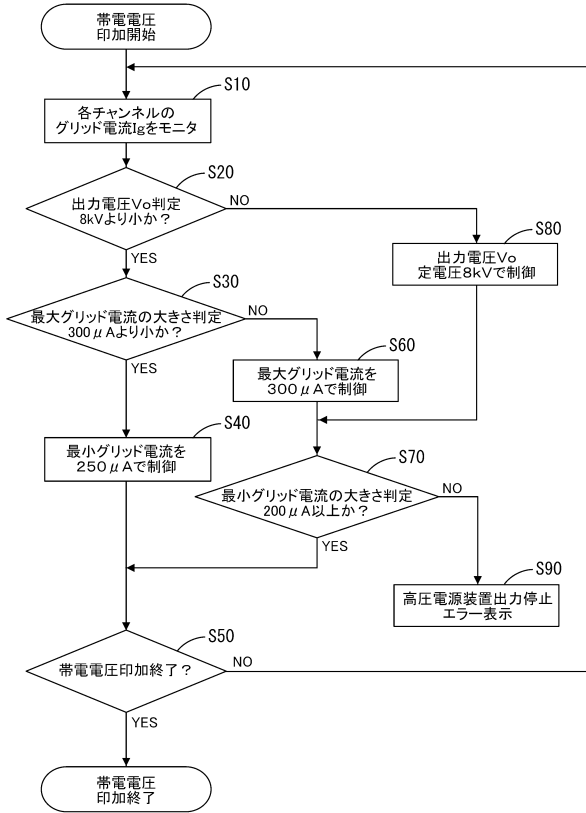 帯電電圧
印加開始
S10
各チャンネルの
グリッド電流Igをモニタ
S20
出力電圧Vo判定
8kVより小か？
NO
YES
S80
出力電圧Vo
定電圧8kVで制御
S30
最大グリッド電流の大きさ判定
300μAより小か？
NO
YES
S60
最大グリッド電流を
300μAで制御
S40
最小グリッド電流を
250μAで制御
S70
最小グリッド電流の大きさ判定
200μA以上か？
NO
YES
S90
高圧電源装置出力停止
エラー表示
S50
帯電電圧印加終了？
NO
YES
帯電電圧
印加終了